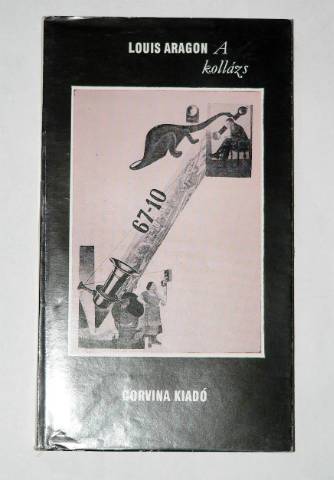 LOUIS ARAGON A
kollázs
67-10
CORVINA KIADÓ